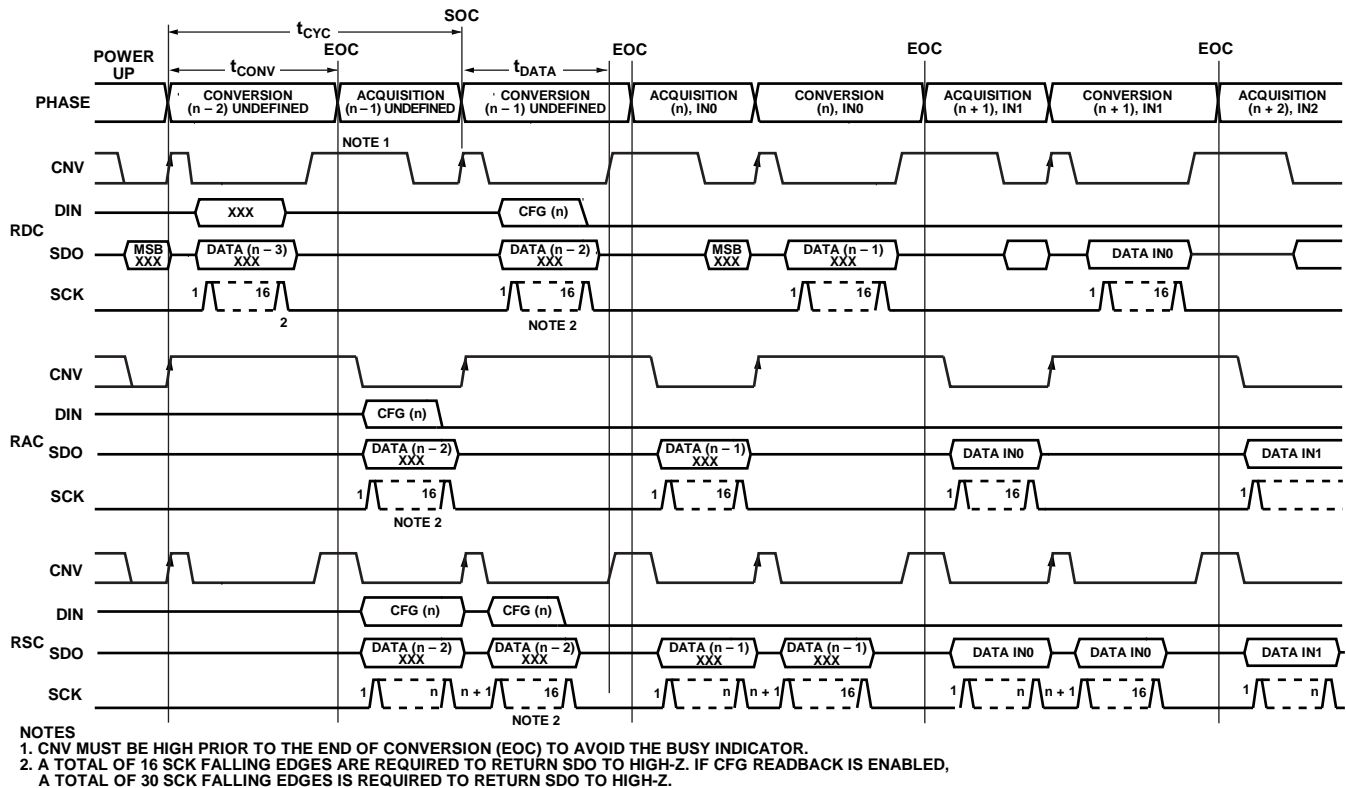 SOC
tCYC
EOC EOC EOC EOC
POWER UP
tCONV
tDATA
PHASE
CONVERSION (n – 2) UNDEFINED
ACQUISITION (n – 1) UNDEFINED
CONVERSION (n – 1) UNDEFINED
ACQUISITION (n), IN0
CONVERSION (n), IN0
ACQUISITION (n + 1), IN1
CONVERSION (n + 1), IN1
ACQUISITION (n + 2), IN2
NOTE 1
CNV
DIN
XXX
CFG (n)
RDC
SDO
MSB XXX
DATA (n – 3) XXX
DATA (n – 2) XXX
MSB XXX
DATA (n – 1) XXX
DATA IN0
SCK
1 16 1 16 1 16 1 16
2
NOTE 2
CNV
DIN
CFG (n)
RAC
SDO
DATA (n – 2) XXX
DATA (n – 1) XXX
DATA IN0
DATA IN1
SCK
1 16 1 16 1 16 1
NOTE 2
CNV
DIN
CFG (n)
CFG (n)
RSC
SDO
DATA (n – 2) XXX
DATA (n – 2) XXX
DATA (n – 1) XXX
DATA (n – 1) XXX
DATA IN0
DATA IN0
DATA IN1
SCK
1 n n + 1 16 1 n n + 1 16 1 n n + 1 16 1 n
NOTE 2
NOTES
1. CNV MUST BE HIGH PRIOR TO THE END OF CONVERSION (EOC) TO AVOID THE BUSY INDICATOR.
2. A TOTAL OF 16 SCK FALLING EDGES ARE REQUIRED TO RETURN SDO TO HIGH-Z. IF CFG READBACK IS ENABLED,
A TOTAL OF 30 SCK FALLING EDGES IS REQUIRED TO RETURN SDO TO HIGH-Z.